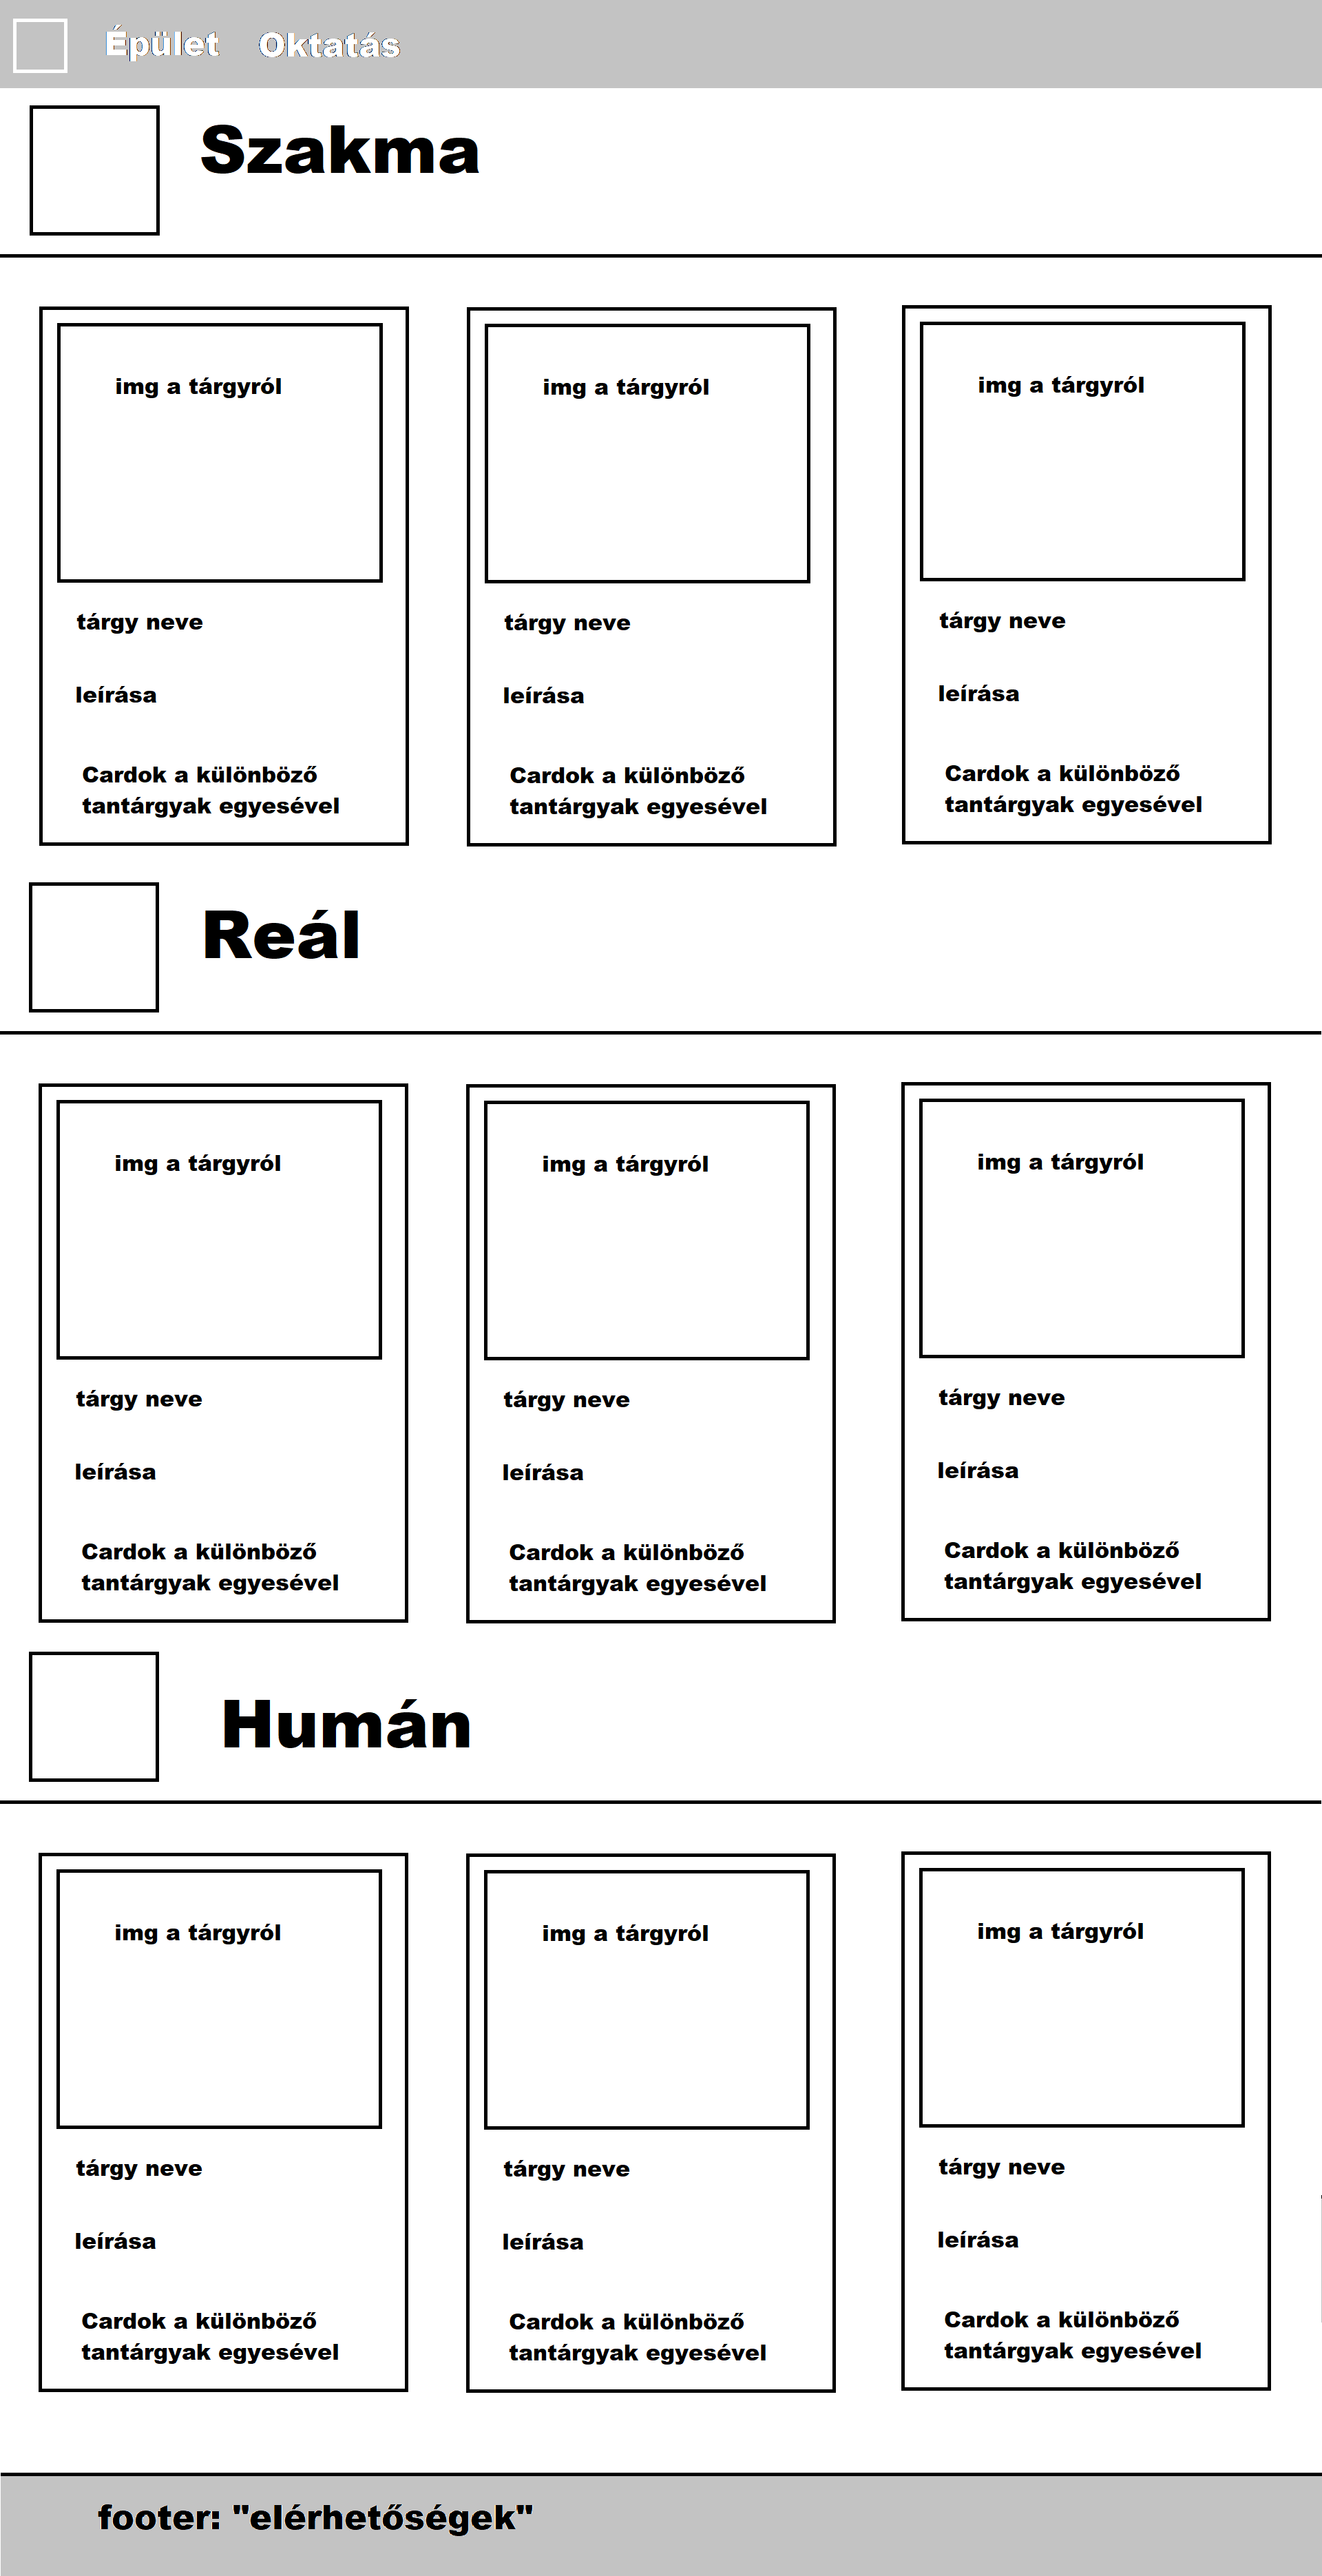 Épület Oktatás
Szakma
img a tárgyról
tárgy neve
leírása
Cardok a különböző
tantárgyak egyesével
img a tárgyról
tárgy neve
leírása
Cardok a különböző
tantárgyak egyesével
img a tárgyról
tárgy neve
leírása
Cardok a különböző
tantárgyak egyesével
Reál
img a tárgyról
tárgy neve
leírása
Cardok a különböző
tantárgyak egyesével
img a tárgyról
tárgy neve
leírása
Cardok a különböző
tantárgyak egyesével
img a tárgyról
tárgy neve
leírása
Cardok a különböző
tantárgyak egyesével
Humán
img a tárgyról
tárgy neve
leírása
Cardok a különböző
tantárgyak egyesével
img a tárgyról
tárgy neve
leírása
Cardok a különböző
tantárgyak egyesével
img a tárgyról
tárgy neve
leírása
Cardok a különböző
tantárgyak egyesével
footer: "elérhetőségek"